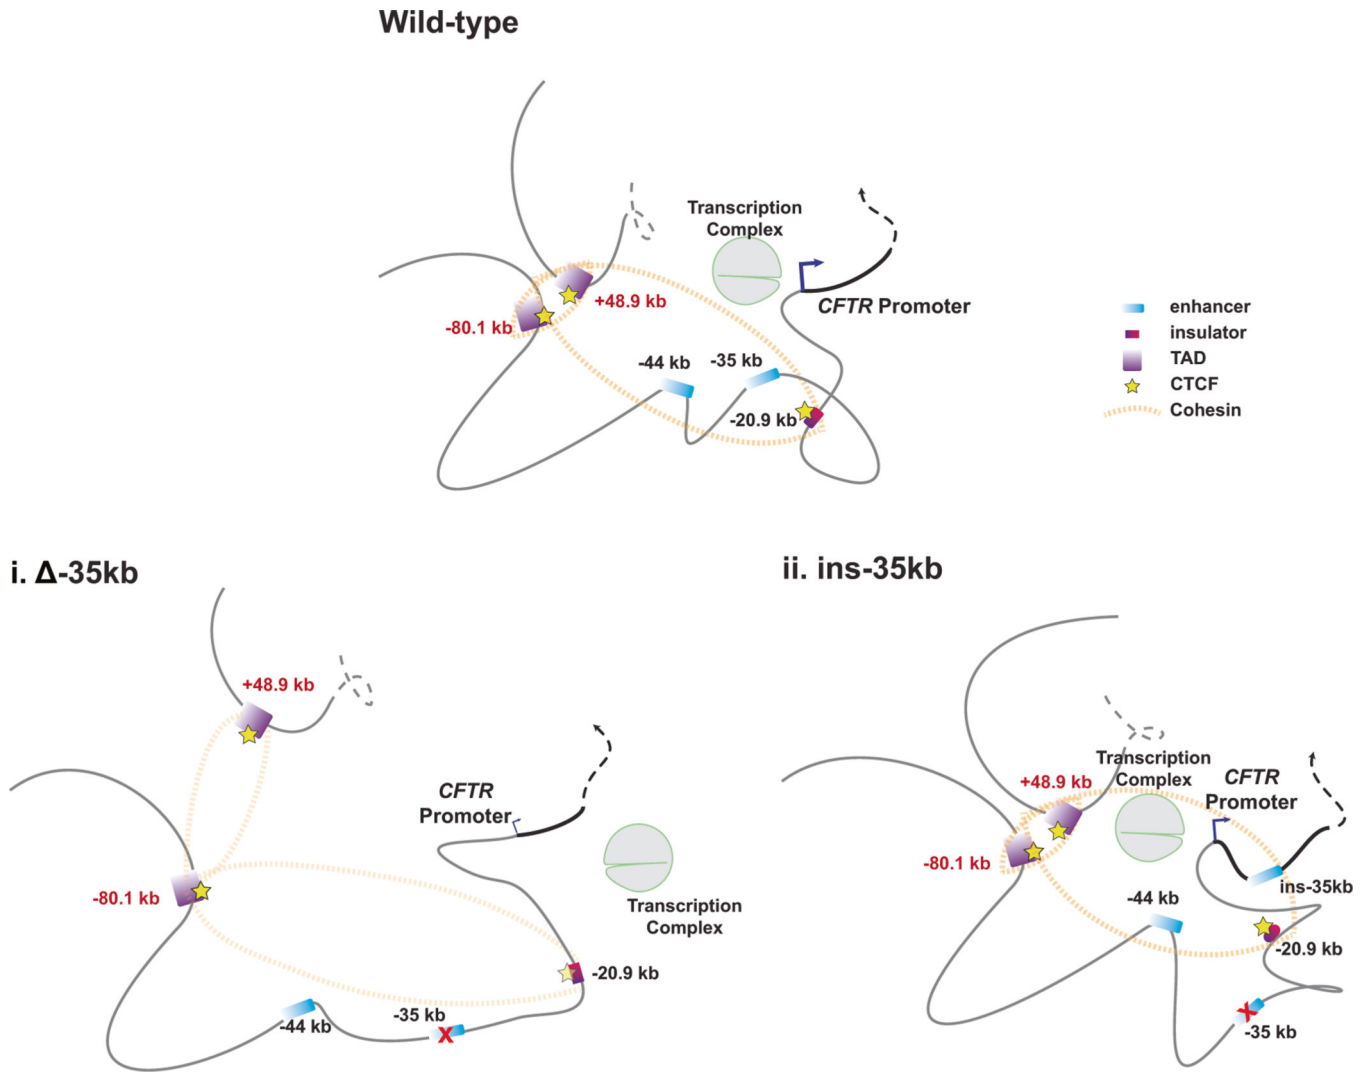 Wild-type
Transcription
Complex
CFTR Promoter
+48.9 kb
-80.1 kb
-44 kb
-35 kb
-20.9 kb
enhancer
insulator
TAD
CTCF
Cohesin
i. Δ-35kb
+48.9 kb
CFTR
Promoter
-80.1 kb
Transcription
Complex
-20.9 kb
-44 kb
-35 kb
X
ii. ins-35kb
Transcription
Complex
CFTR
Promoter
+48.9 kb
-80.1 kb
ins-35kb
-44 kb
-20.9 kb
X
-35 kb